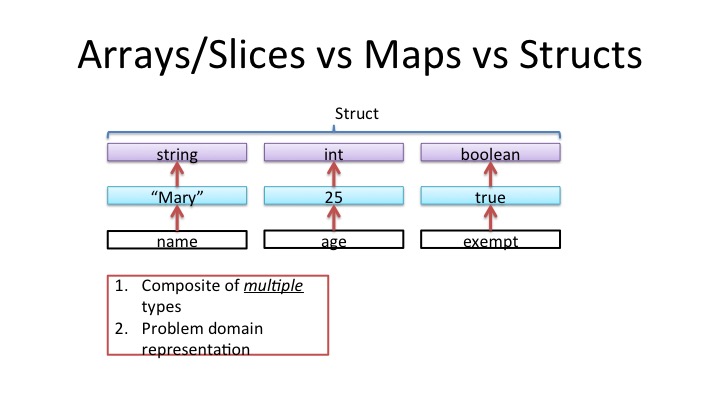 Arrays/Slices vs Maps vs Structs
Struct
string int boolean
“Mary” 25 true
name age exempt
1. Composite of multiple
types
2. Problem domain
representation